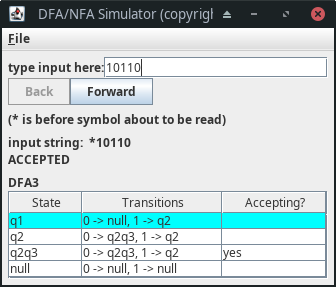 DFA/NFA Simulator (copyrigh
File
type input here: 10110
Back Forward
(* is before symbol about to be read)
input string: *10110
ACCEPTED
DFA3
State Transitions Accepting?
q1 0 -> null, 1 -> q2
q2 0 -> q2q3, 1 -> q2
q2q3 0 -> q2q3, 1 -> q2 yes
null 0 -> null, 1 -> null